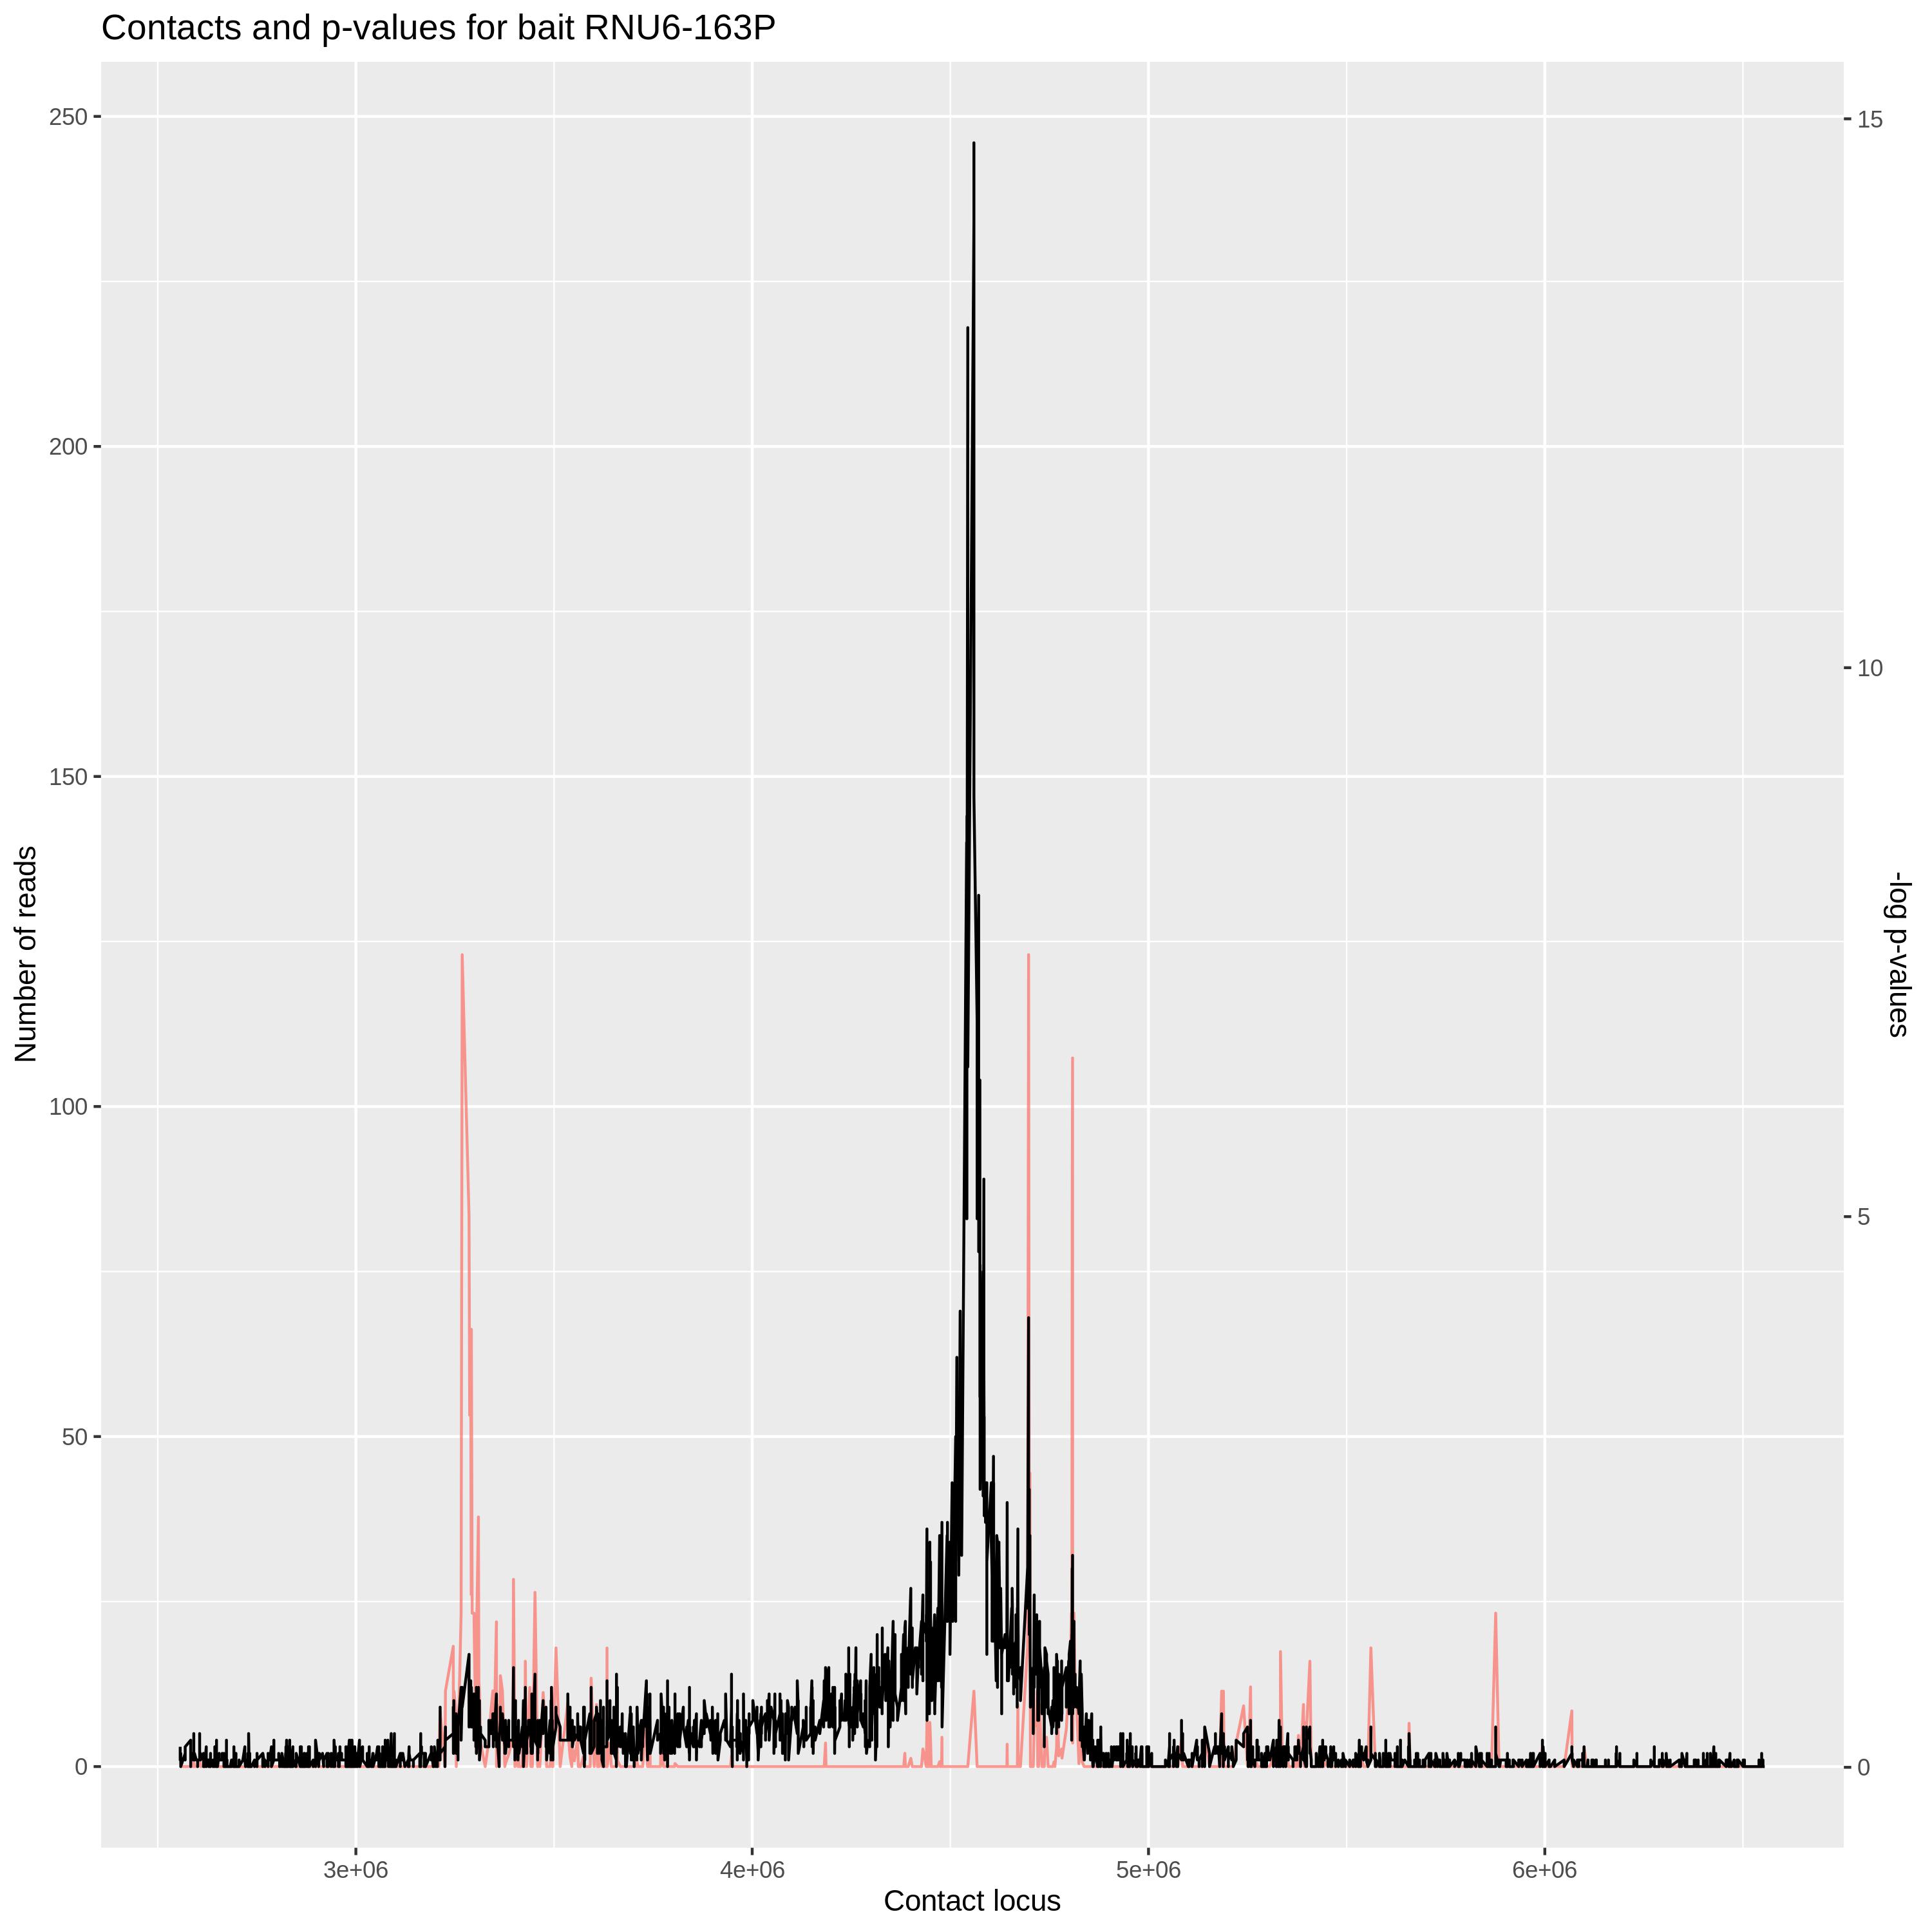 Contacts and p-values for bait RNU6-163P
250
200
150
100
50
0
15
10
5
0
Number of reads
-log p-values
3e+06
4e+06
5e+06
6e+06
Contact locus